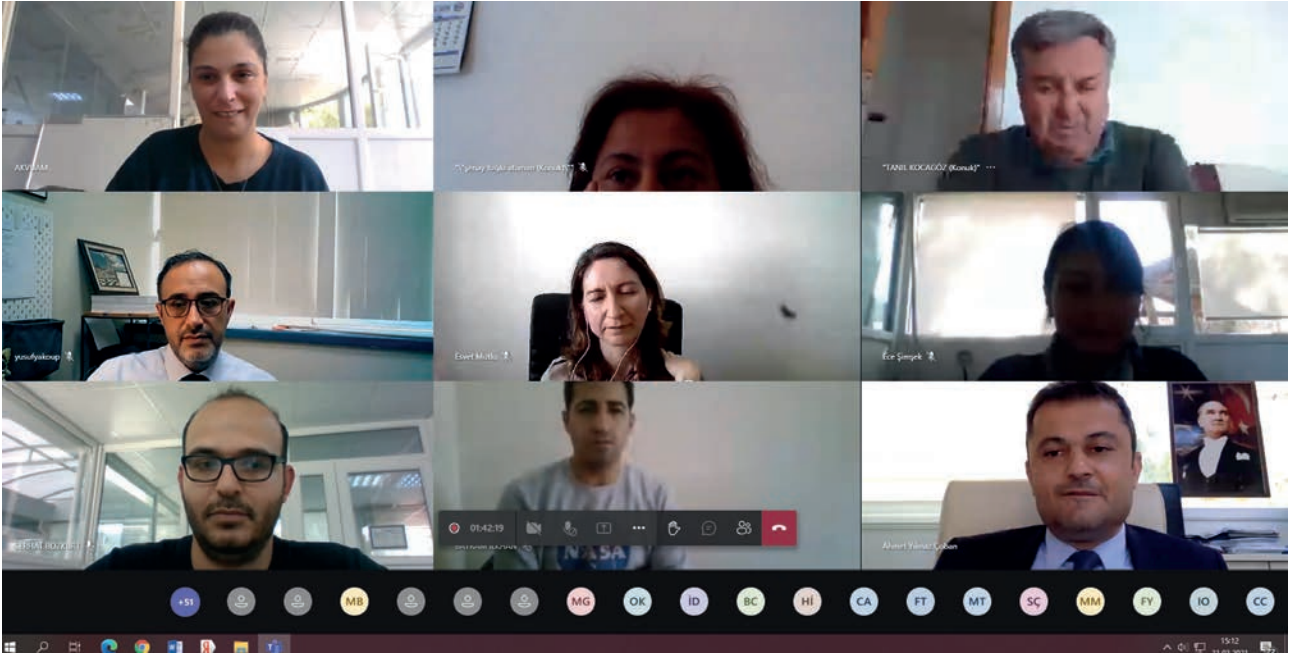 AKVAM
"TANIL KOCAGÖZ (Konuk)" ...
yusufyakoup
Esvet Mutlu
Ece Şimşek
01:42:19
NASA
Ahmet Yılmaz Çoban
+51
MB
MG
OK
İD
BC
Hİ
CA
FT
MT
SÇ
MM
FY
IO
CC
15:12